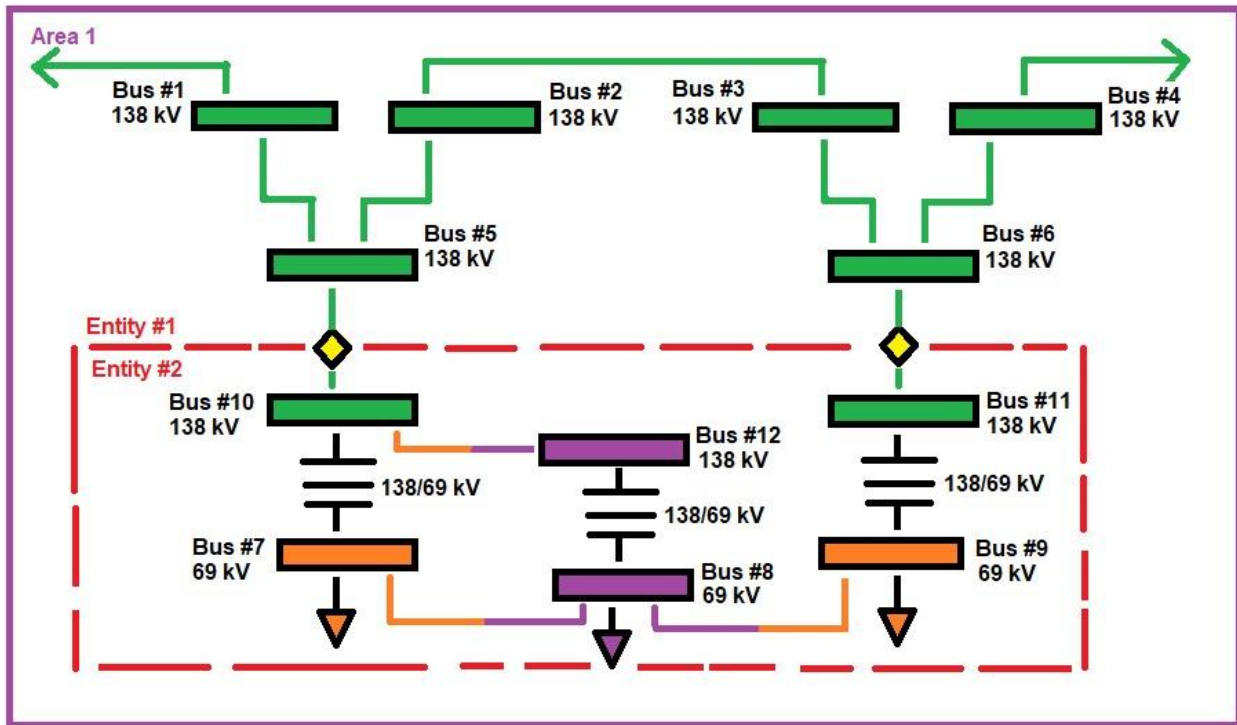 Area 1
Bus #1
138 kV
Bus #2
138 kV
Bus #3
138 kV
Bus #4
138 kV
Bus #5
138 kV
Bus #6
138 kV
Entity #1
Entity #2
Bus #10
138 kV
Bus #12
138 kV
Bus #11
138 kV
138/69 kV
138/69 kV
138/69 kV
Bus #7
69 kV
Bus #8
69 kV
Bus #9
69 kV